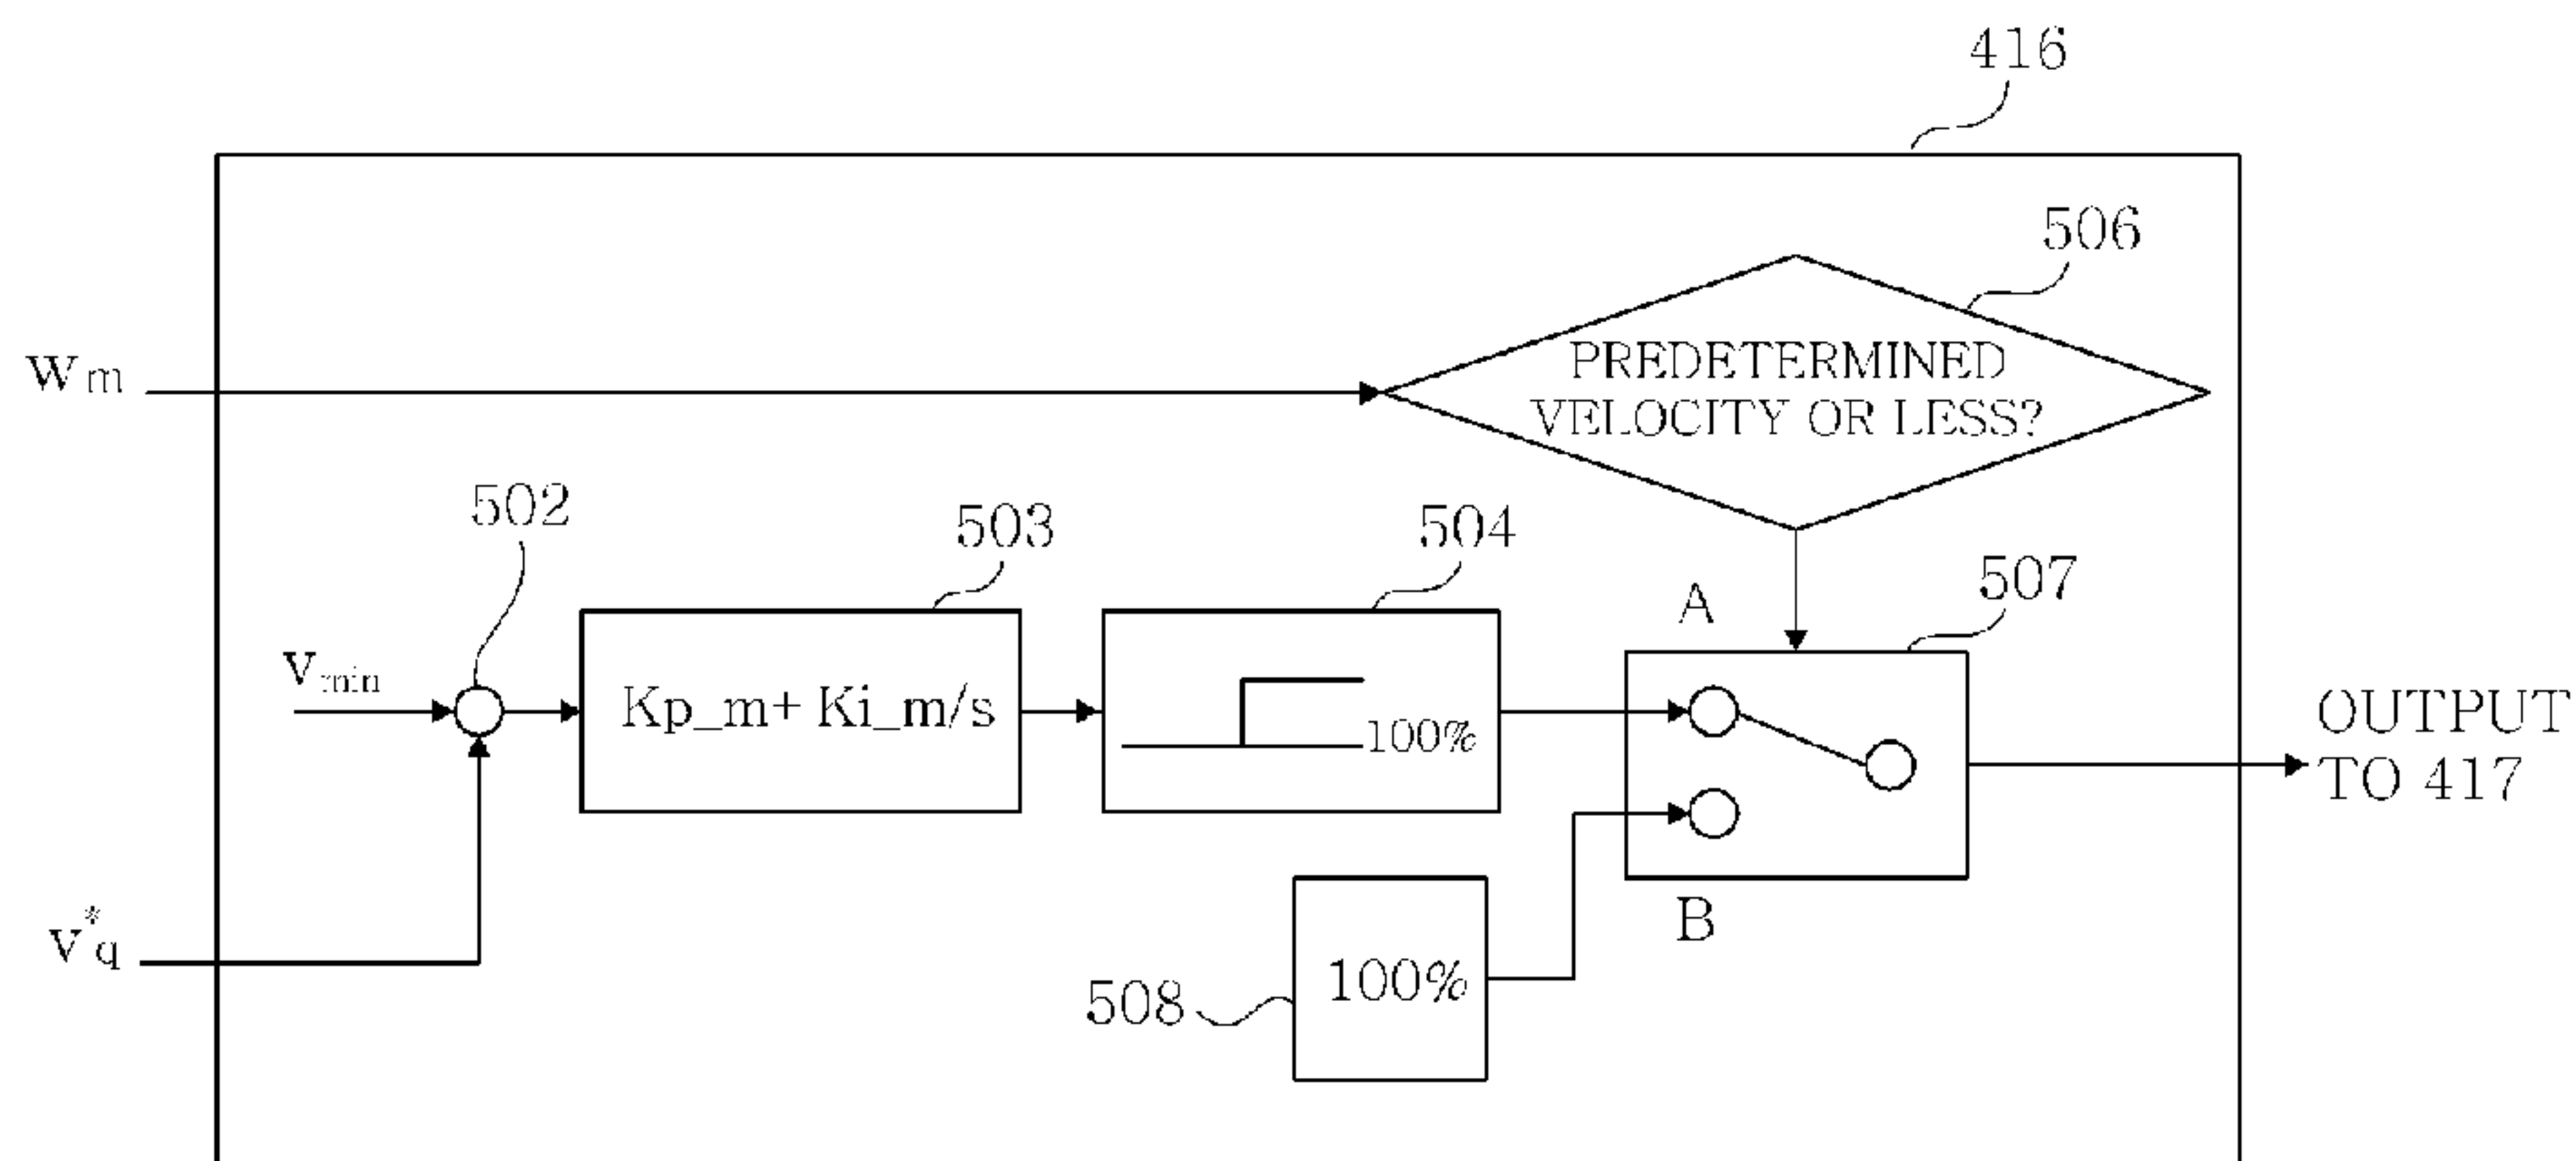 416
506
PREDETERMINED
VELOCITY OR LESS?
wm
502
503
504
507
A
vmin
Kp_m+ Ki_m/s
100%
OUTPUT
TO 417
B
v*q
508
100%